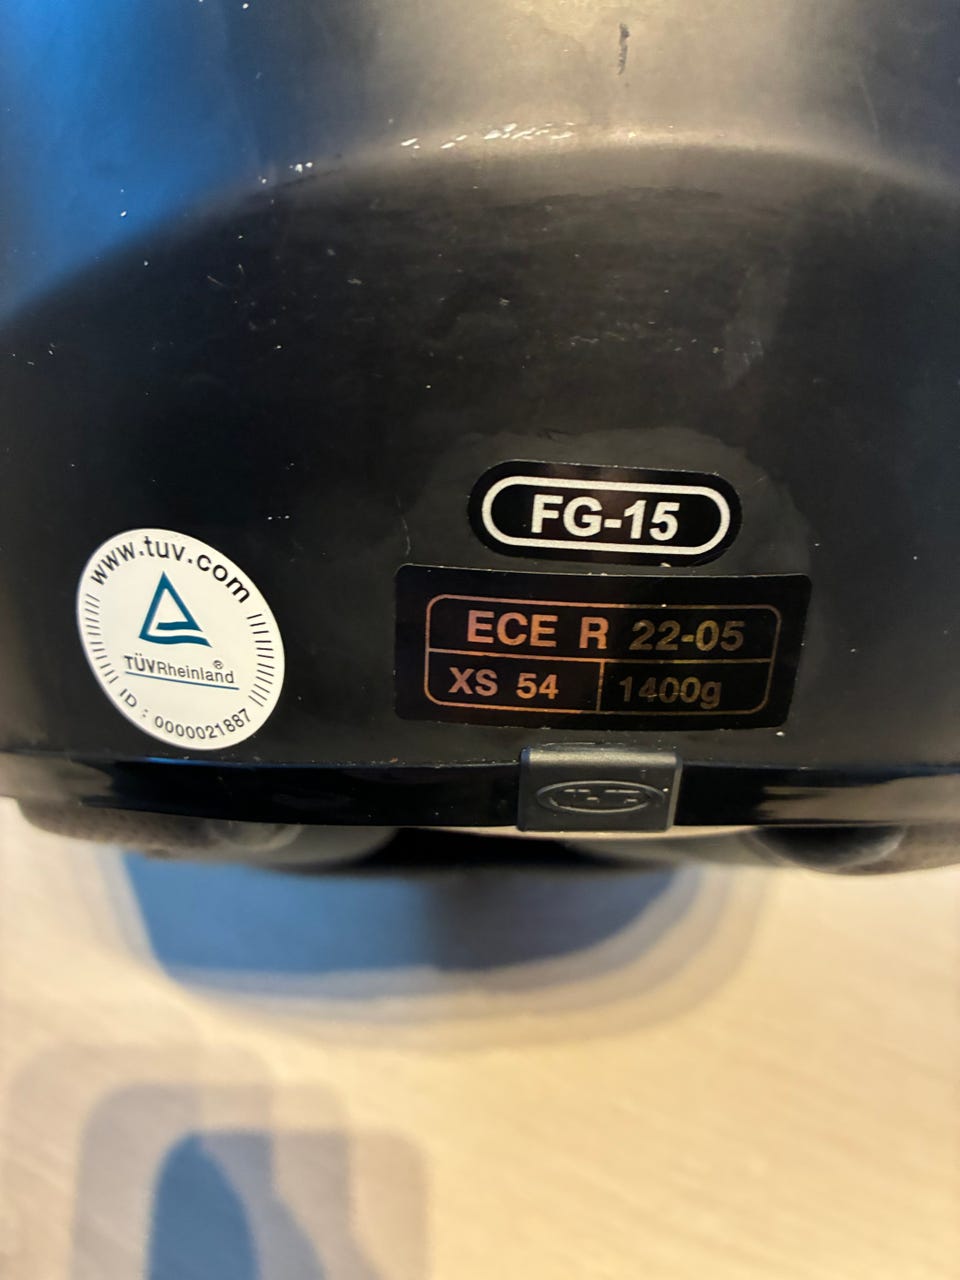 FG-15
ECE R 22-05
XS 54 1400g
www.tuv.com
TÜVRheinland®
ID : 0000021887